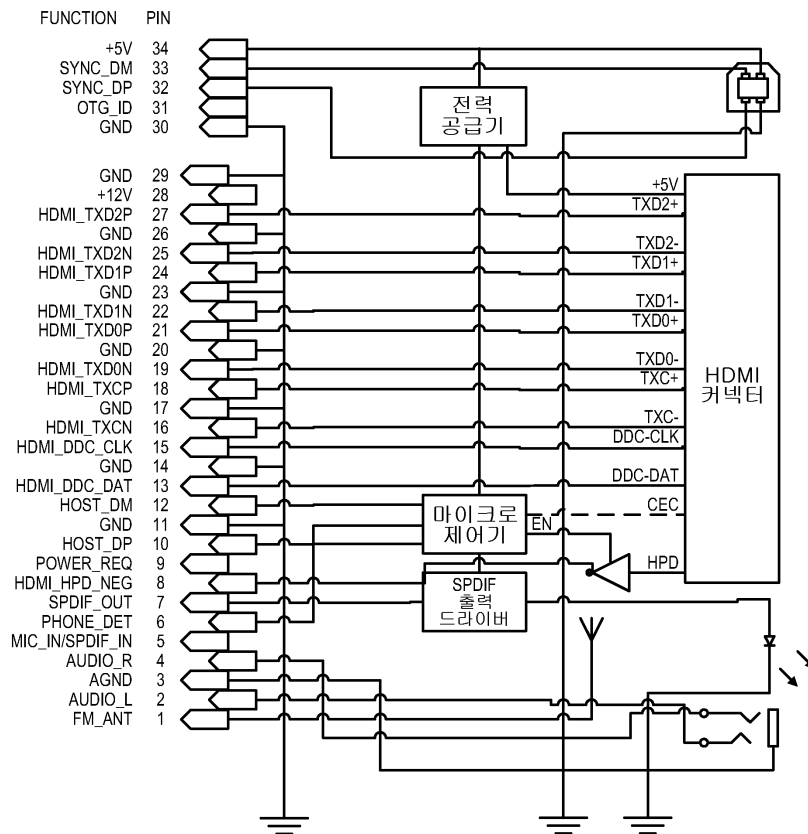 FUNCTION PIN
+5V 34
SYNC_DM 33
SYNC_DP 32
OTG_ID 31
GND 30
전력
공급기
GND 29
+12V 28
HDMI_TXD2P 27
GND 26
HDMI_TXD2N 25
HDMI_TXD1P 24
GND 23
HDMI_TXD1N 22
HDMI_TXD0P 21
GND 20
HDMI_TXD0N 19
HDMI_TXCP 18
GND 17
HDMI_TXCN 16
HDMI_DDC_CLK 15
GND 14
HDMI_DDC_DAT 13
HOST_DM 12
GND 11
HOST_DP 10
POWER_REQ 9
HDMI_HPD_NEG 8
SPDIF_OUT 7
PHONE_DET 6
MIC_IN/SPDIF_IN 5
AUDIO_R 4
AGND 3
AUDIO_L 2
FM_ANT 1
+5V
TXD2+
TXD2-
TXD1+
TXD1-
TXD0+
TXD0-
TXC+
TXC-
DDC-CLK
DDC-DAT
CEC
HPD
HDMI
커넥터
마이크로
제어기
EN
SPDIF
출력
드라이버